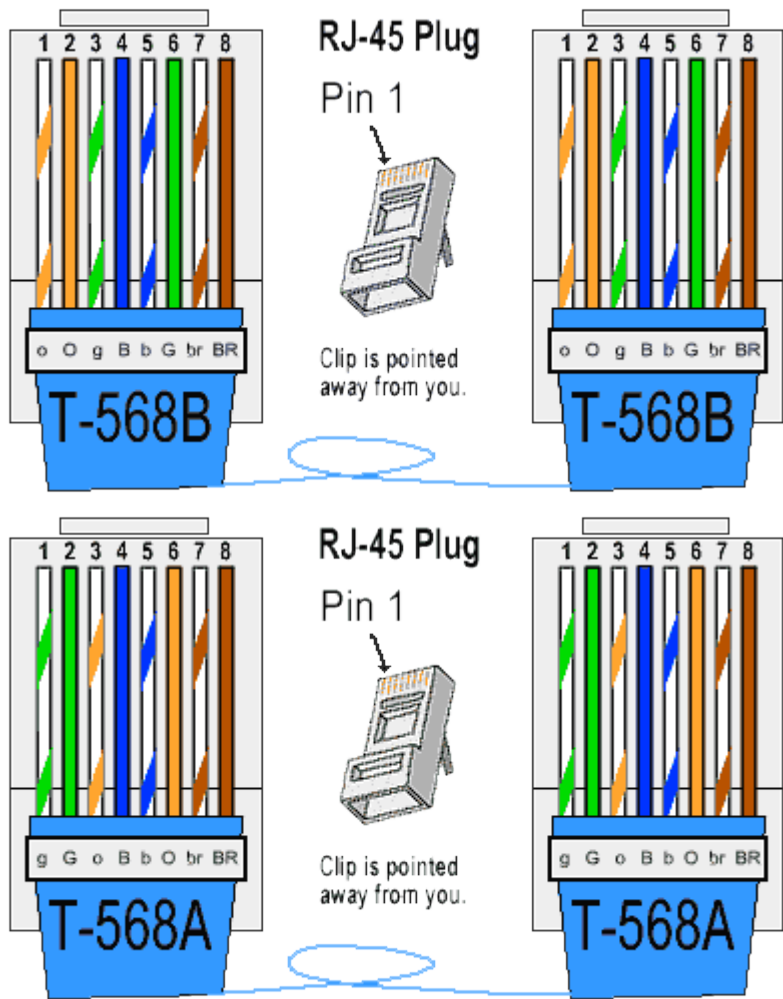 1 2 3 4 5 6 7 8
RJ-45 Plug
1 2 3 4 5 6 7 8
Pin 1
Clip is pointed
away from you.
o O g B b G br BR
o O g B b G br BR
T-568B
T-568B
1 2 3 4 5 6 7 8
RJ-45 Plug
1 2 3 4 5 6 7 8
Pin 1
Clip is pointed
away from you.
g G o B b O br BR
g G o B b O br BR
T-568A
T-568A